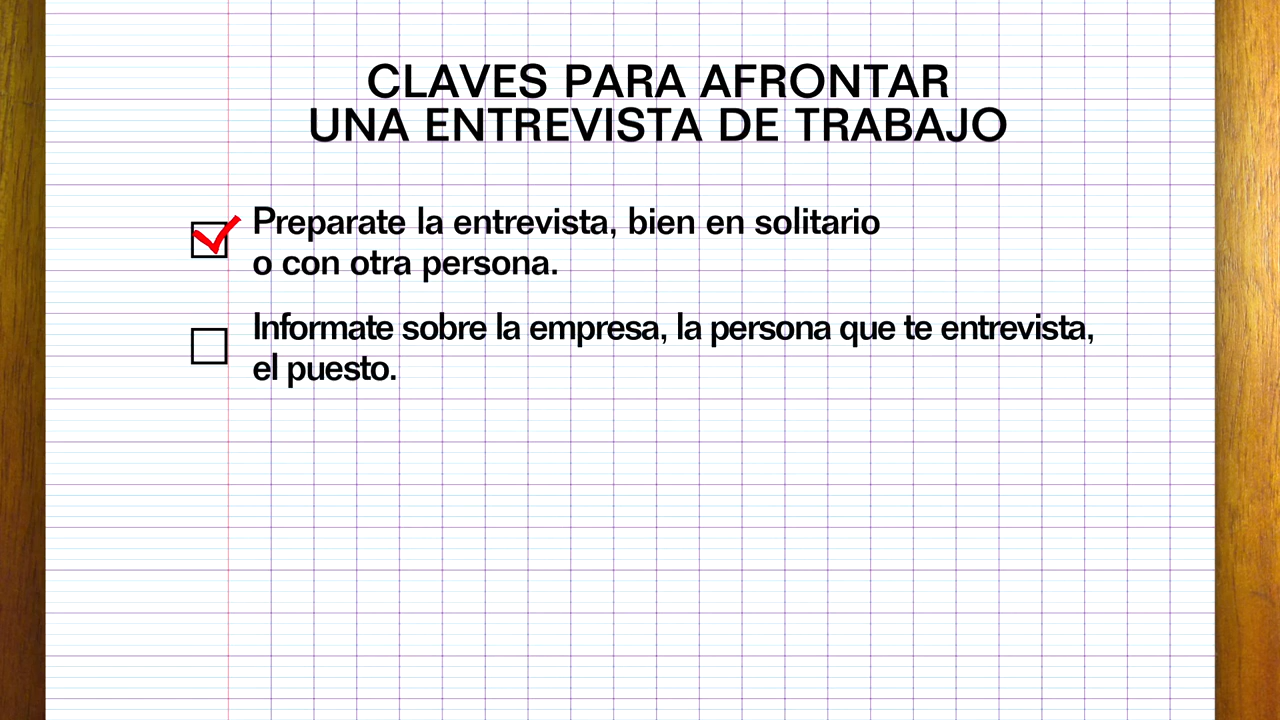 CLAVES PARA AFRONTAR
UNA ENTREVISTA DE TRABAJO
Preparate la entrevista, bien en solitario
o con otra persona.
Informate sobre la empresa, la persona que te entrevista,
el puesto.